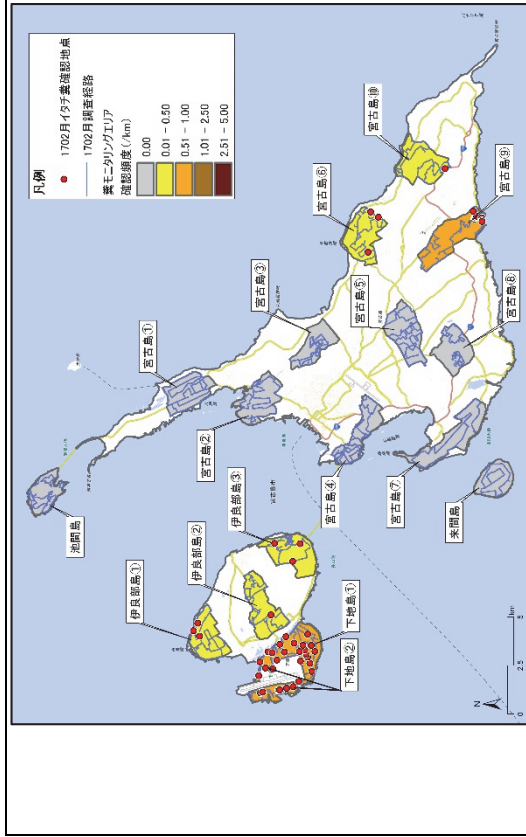 凡例
1702月イタチ糞確認地点
1702月調査経路
糞モニタリングエリア
確認頻度(/km)
0.00
0.01 - 0.50
0.51 - 1.00
1.01 - 2.50
2.51 - 5.00
池間島
宮古島①
宮古島②
宮古島③
宮古島④
宮古島⑤
宮古島⑥
宮古島⑦
宮古島⑧
宮古島⑨
宮古島⑩
来間島
伊良部島①
伊良部島②
伊良部島③
下地島①
下地島②
宮古島市
N
0
2.5
5
km